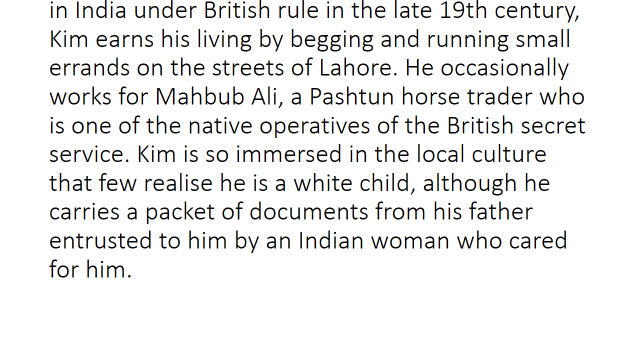 in India under British rule in the late 19th century,
Kim earns his living by begging and running small
errands on the streets of Lahore. He occasionally
works for Mahbub Ali, a Pashtun horse trader who
is one of the native operatives of the British secret
service. Kim is so immersed in the local culture
that few realise he is a white child, although he
carries a packet of documents from his father
entrusted to him by an Indian woman who cared
for him.